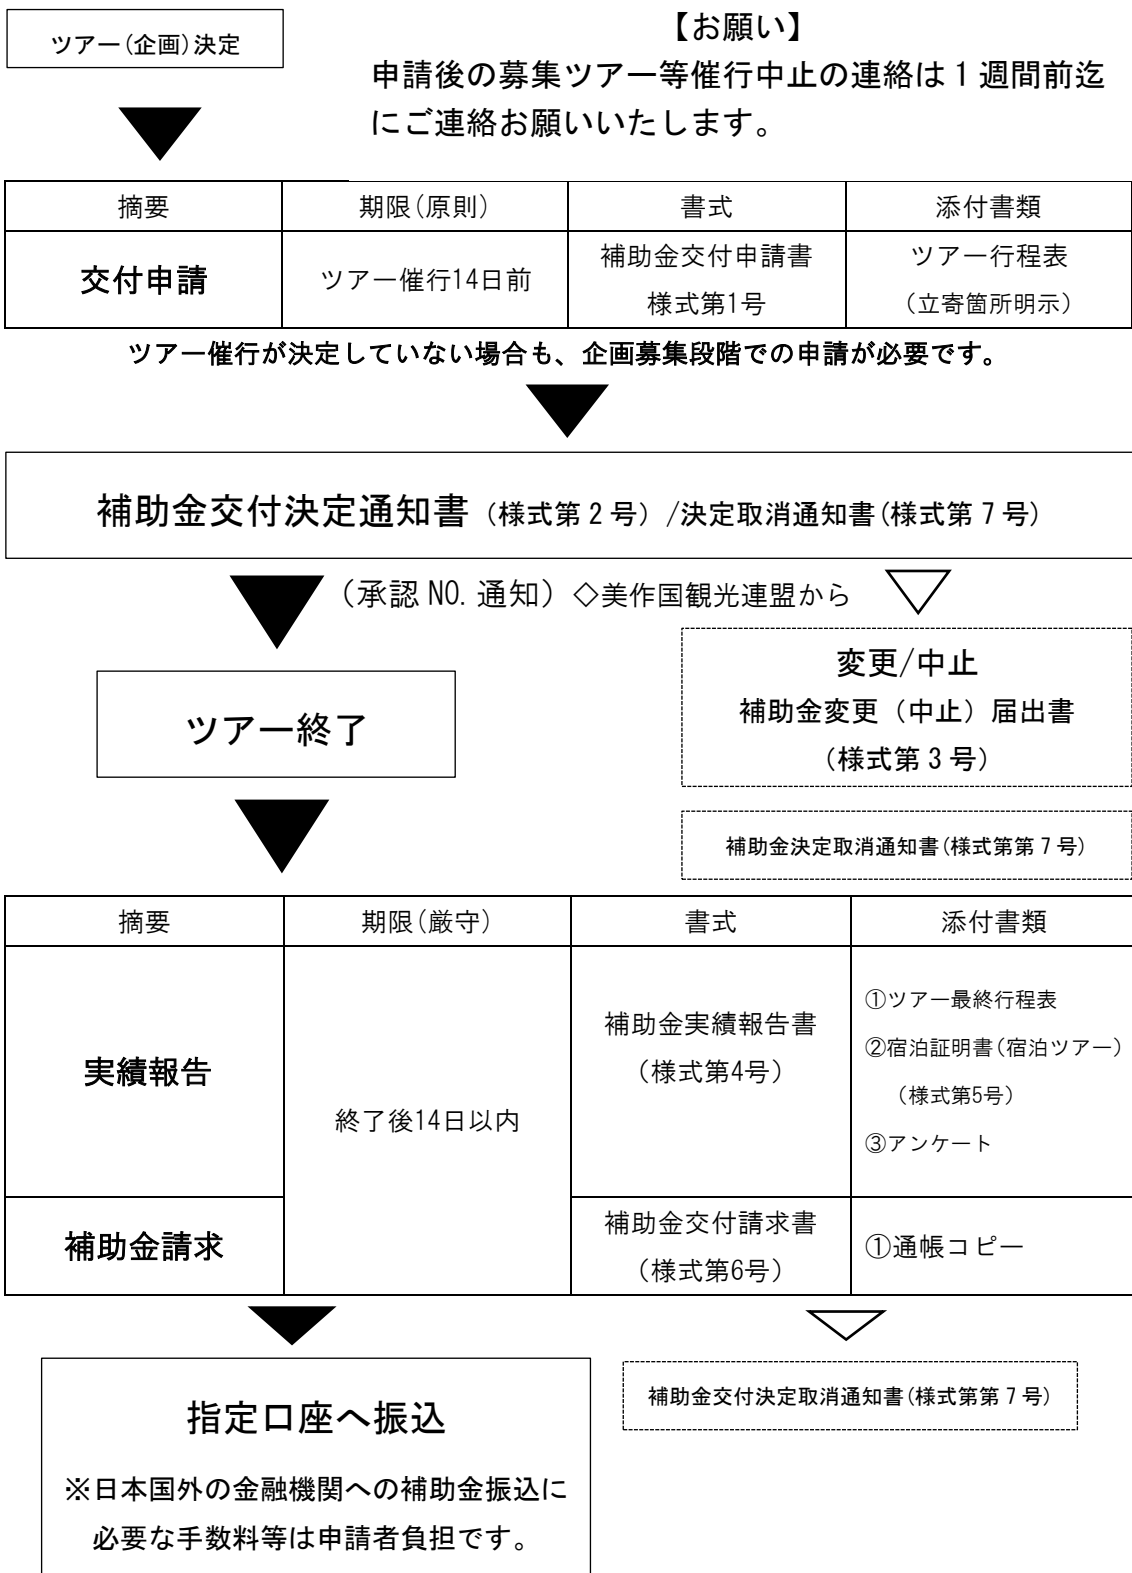 ツアー(企画)決定
【お願い】
申請後の募集ツアー等催行中止の連絡は1週間前迄
にご連絡お願いいたします。
摘要 期限(原則) 書式 添付書類
交付申請 ツアー催行14日前 補助金交付申請書 ツアー行程表
様式第1号 (立寄箇所明示)
ツアー催行が決定していない場合も、企画募集段階での申請が必要です。
補助金交付決定通知書(様式第2号)/決定取消通知書(様式第7号)
(承認 NO. 通知)◇美作国観光連盟から
変更/中止
補助金変更(中止)届出書
(様式第3号)
ツアー終了
補助金決定取消通知書(様式第第7号)
摘要 期限(厳守) 書式 添付書類
実績報告 終了後14日以内 補助金実績報告書
(様式第4号)
①ツアー最終行程表
②宿泊証明書(宿泊ツアー)
(様式第5号)
③アンケート
補助金請求 補助金交付請求書
(様式第6号)
①通帳コピー
指定口座へ振込
※日本国外の金融機関への補助金振込に
必要な手数料等は申請者負担です。
補助金交付決定取消通知書(様式第第7号)